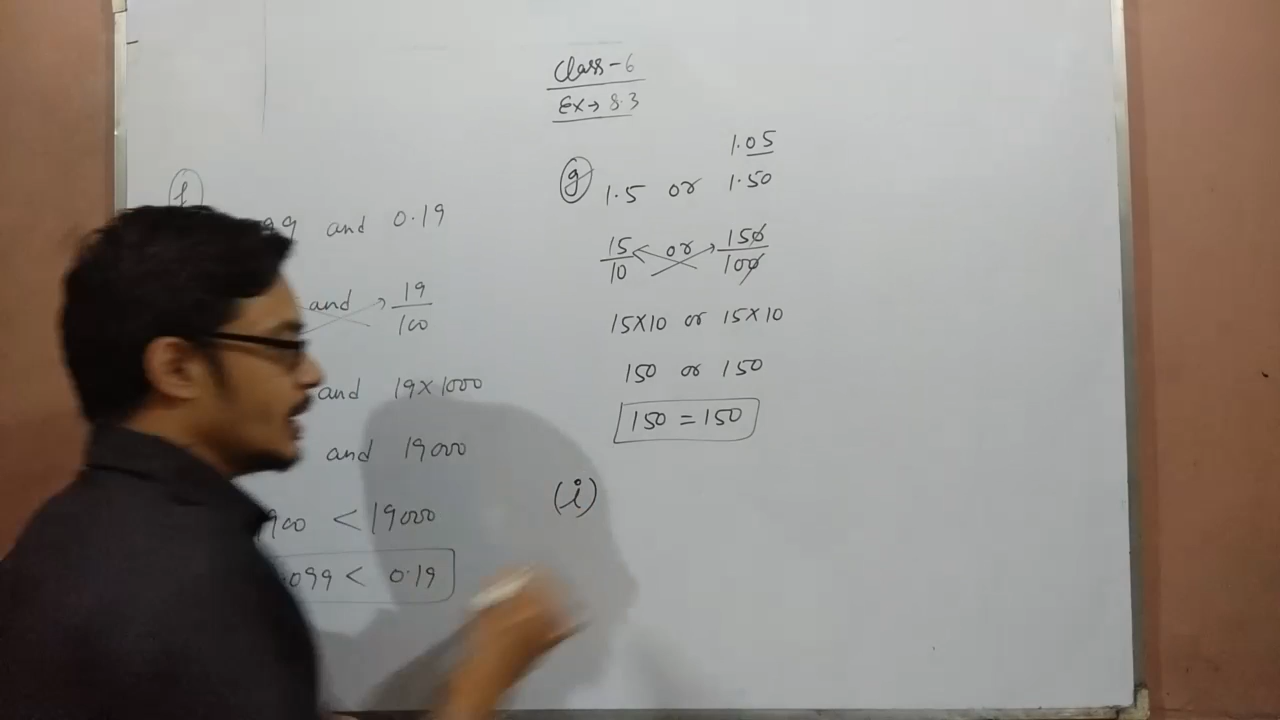 Class-6
Ex→ 8.3
(f)
99 and 0.19
and 19/100
and 19×1000
and 19000
900 < 19000
.099 < 0.19
(g) 1.5 or 1.50
1.05
15/10 or 150/100
15×10 or 15×10
150 or 150
150 = 150
(i)